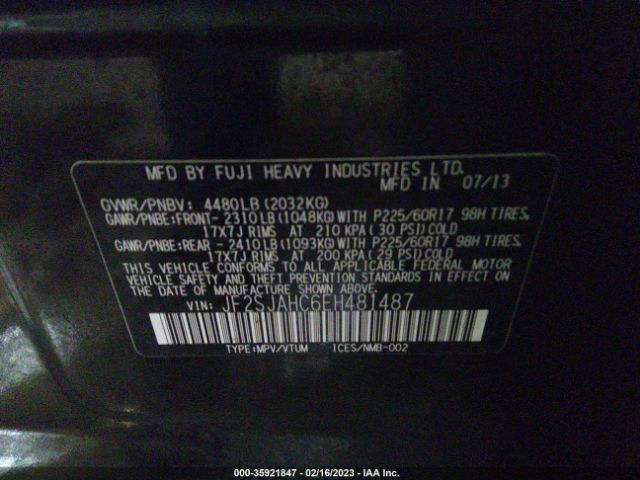 MFD BY FUJI HEAVY INDUSTRIES LTD.
MFD IN 07/13
GVWR/PNBV: 4480LB (2032KG)
GAWR/PNBE:FRONT- 2310LB (1048KG) WITH P225/60R17 98H TIRES,
17X7J RIMS AT 210 KPA (30 PSI) COLD
GAWR/PNBE:REAR - 2410LB (1093KG) WITH P225/60R17 98H TIRES,
17X7J RIMS AT 200 KPA (29 PSI) COLD
THIS VEHICLE CONFORMS TO ALL APPLICABLE FEDERAL MOTOR
VEHICLE SAFETY AND THEFT PREVENTION STANDARDS IN EFFECT
ON THE DATE OF MANUFACTURE SHOWN ABOVE.
VIN: JF2SJAHC6EH481487
TYPE:MPV/VTUM ICES/NMB-002
000-35921847 - 02/16/2023 - IAA Inc.